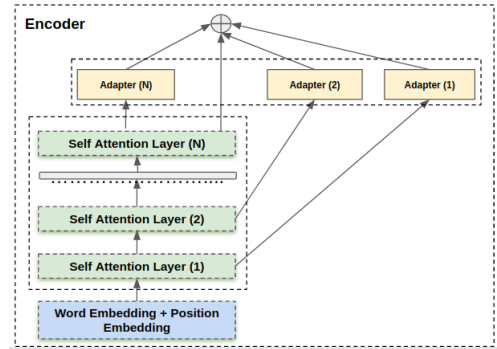 Encoder
Adapter (N)
Adapter (2)
Adapter (1)
Self Attention Layer (N)
Self Attention Layer (2)
Self Attention Layer (1)
Word Embedding + Position
Embedding